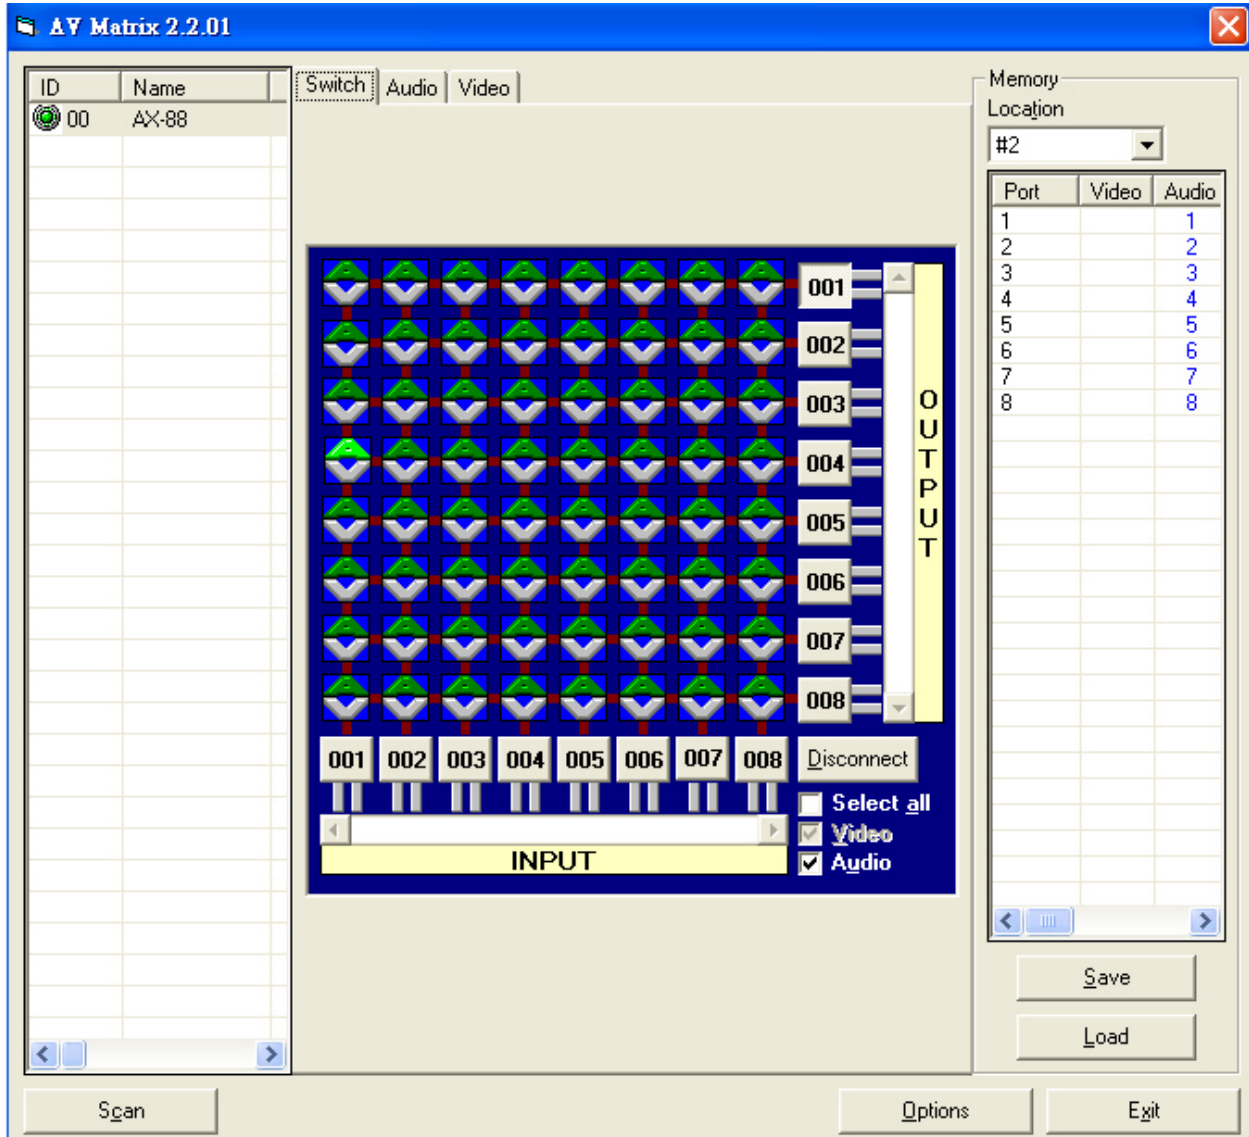 AV Matrix 2.2.01
ID Name
00 AX-88
Switch Audio Video
001
002
003
004
005
006
007
008
OUTPUT
001 002 003 004 005 006 007 008
Disconnect
Select all
Video
Audio
INPUT
Memory
Location
#2
Port Video Audio
1 1
2 2
3 3
4 4
5 5
6 6
7 7
8 8
Save
Load
Scan
Options
Exit